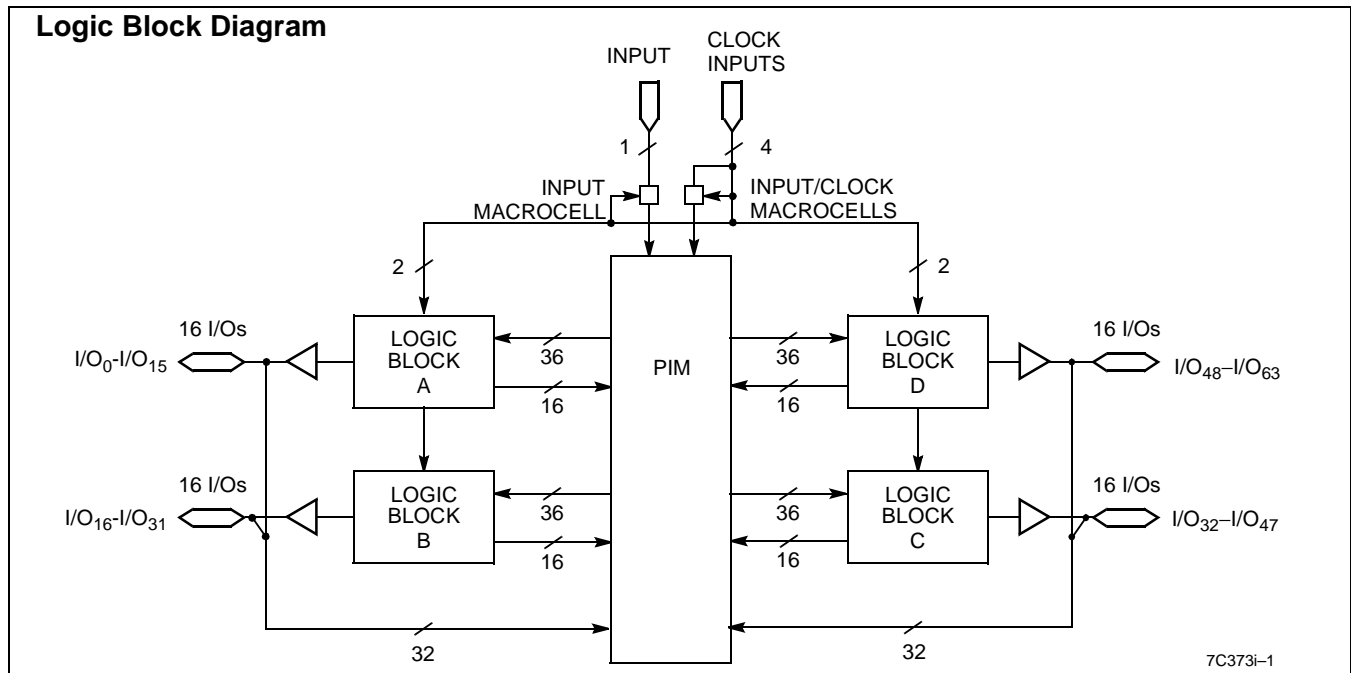 Logic Block Diagram
INPUT
CLOCK
INPUTS
1
4
INPUT
MACROCELL
INPUT/CLOCK
MACROCELLS
2
2
16 I/Os
I/O0-I/O15
LOGIC
BLOCK
A
36
16
PIM
36
16
LOGIC
BLOCK
D
16 I/Os
I/O48–I/O63
16 I/Os
I/O16-I/O31
LOGIC
BLOCK
B
36
16
36
16
LOGIC
BLOCK
C
16 I/Os
I/O32–I/O47
32
32
7C373i–1